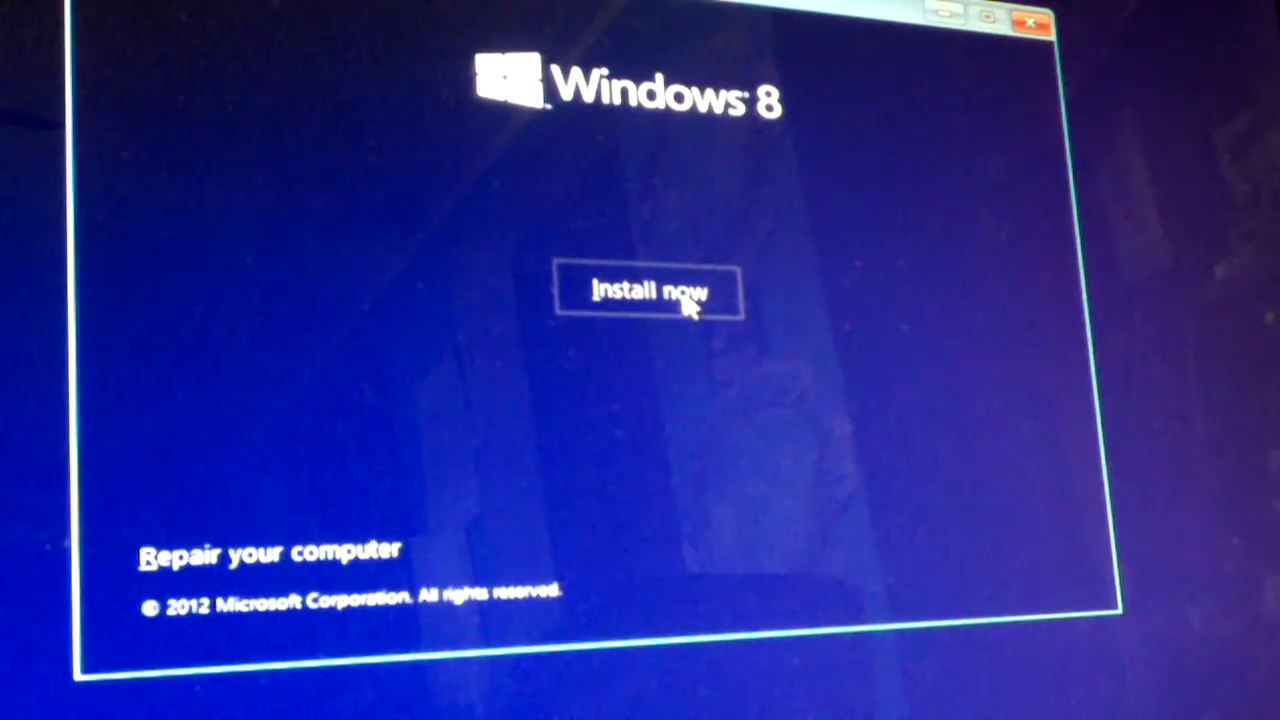 Windows 8
Install now
Repair your computer
© 2012 Microsoft Corporation. All rights reserved.